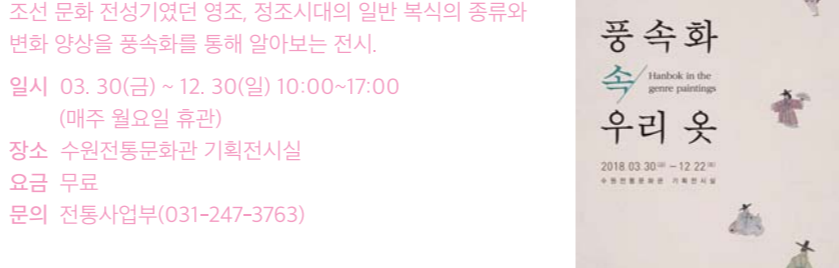 조선 문화 전성기였던 영조, 정조시대의 일반 복식의 종류와
변화 양상을 풍속화를 통해 알아보는 전시.
일시 03. 30(금) ~ 12. 30(일) 10:00~17:00
(매주 월요일 휴관)
장소 수원전통문화관 기획전시실
요금 무료
문의 전통사업부(031-247-3763)
풍속화
속 Hanbok in the
genre paintings
우리 옷
2018 03 30 - 12 22
수원전통문화관 기획전시실